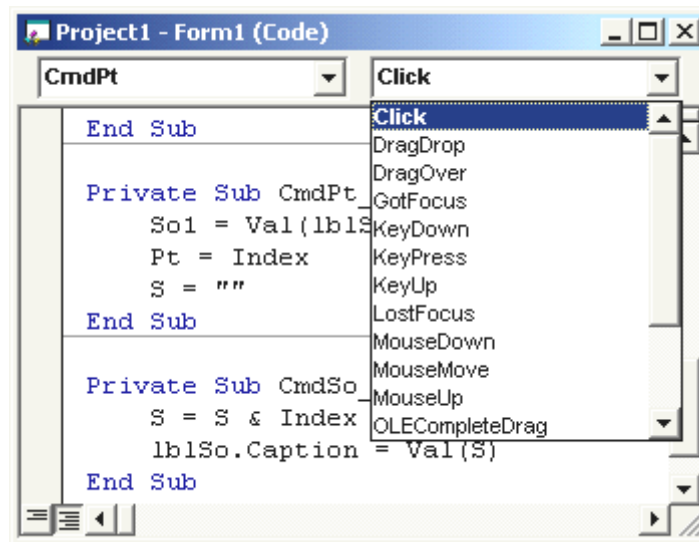 Project1 - Form1 (Code)
CmdPt
Click
End Sub
Private Sub CmdPt_
So1 = Val(lblS
Pt = Index
S = ""
End Sub
Private Sub CmdSo_
S = S & Index
lblSo.Caption = Val(S)
End Sub
Click
DragDrop
DragOver
GotFocus
KeyDown
KeyPress
KeyUp
LostFocus
MouseDown
MouseMove
MouseUp
OLECompleteDrag